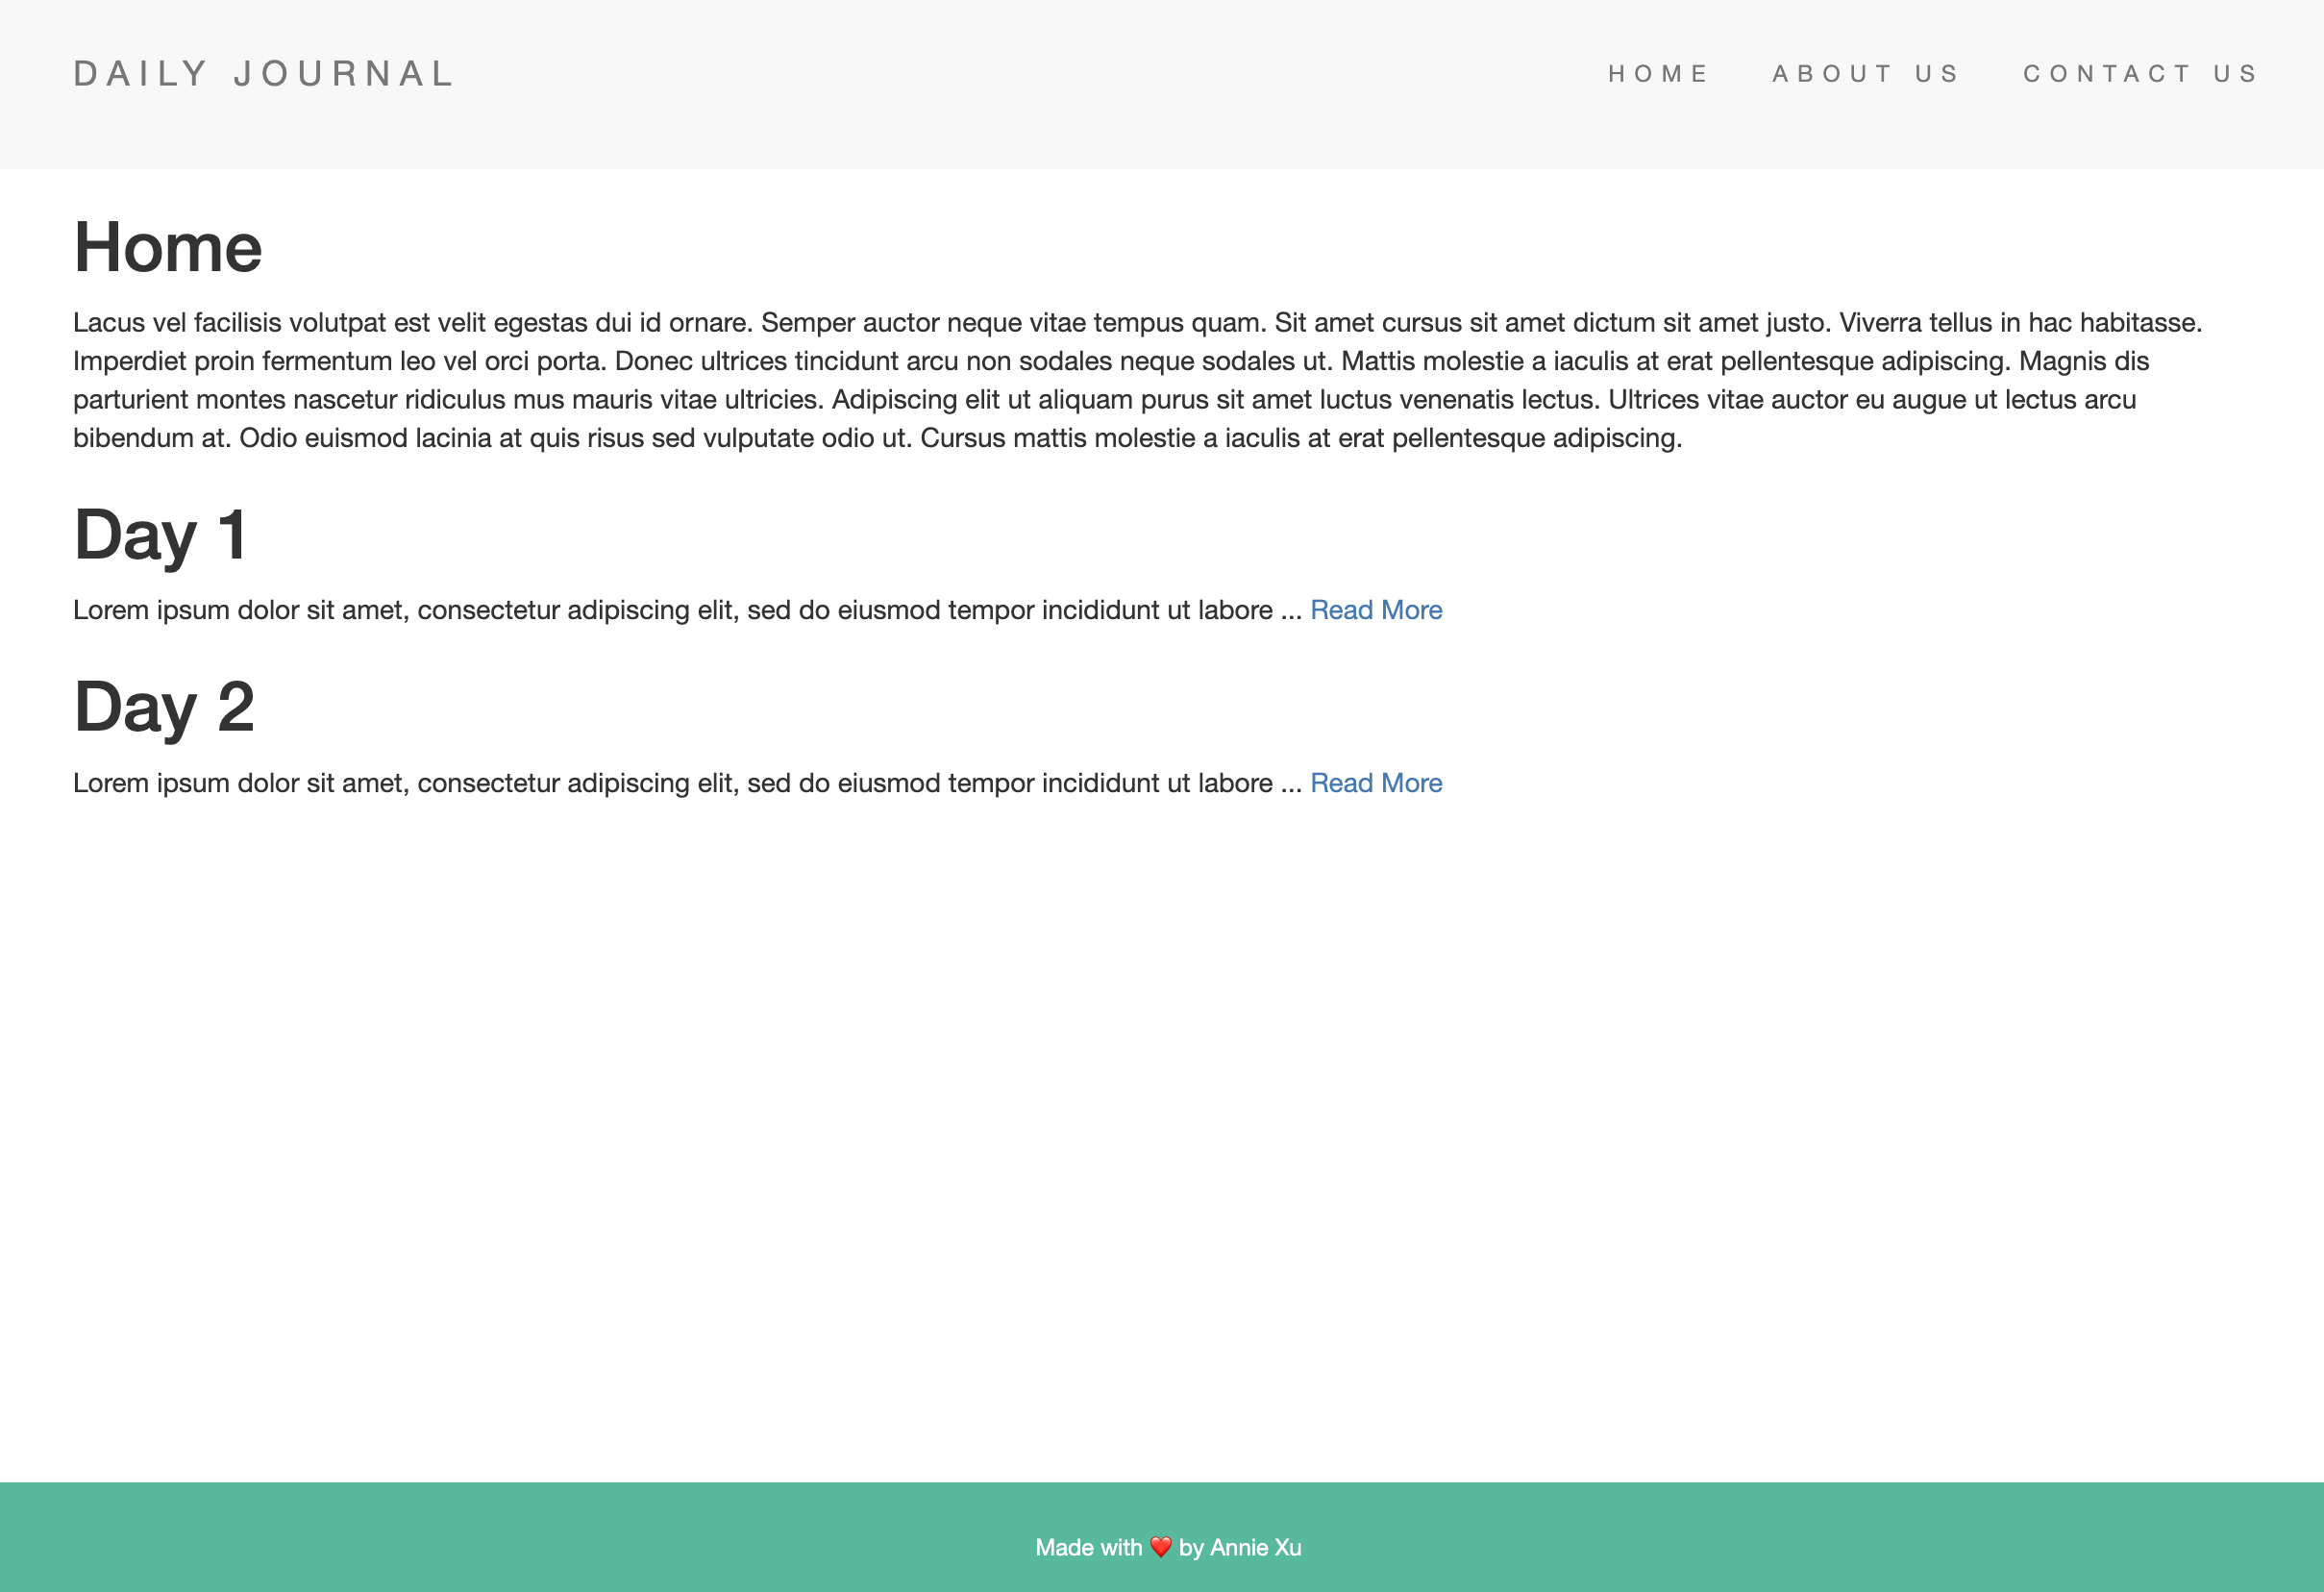 DAILY JOURNAL
HOME ABOUT US CONTACT US
Home
Lacus vel facilisis volutpat est velit egestas dui id ornare. Semper auctor neque vitae tempus quam. Sit amet cursus sit amet dictum sit amet justo. Viverra tellus in hac habitasse.
Imperdiet proin fermentum leo vel orci porta. Donec ultrices tincidunt arcu non sodales neque sodales ut. Mattis molestie a iaculis at erat pellentesque adipiscing. Magnis dis
parturient montes nascetur ridiculus mus mauris vitae ultricies. Adipiscing elit ut aliquam purus sit amet luctus venenatis lectus. Ultrices vitae auctor eu augue ut lectus arcu
bibendum at. Odio euismod lacinia at quis risus sed vulputate odio ut. Cursus mattis molestie a iaculis at erat pellentesque adipiscing.
Day 1
Lorem ipsum dolor sit amet, consectetur adipiscing elit, sed do eiusmod tempor incididunt ut labore ... Read More
Day 2
Lorem ipsum dolor sit amet, consectetur adipiscing elit, sed do eiusmod tempor incididunt ut labore ... Read More
Made with ❤️ by Annie Xu